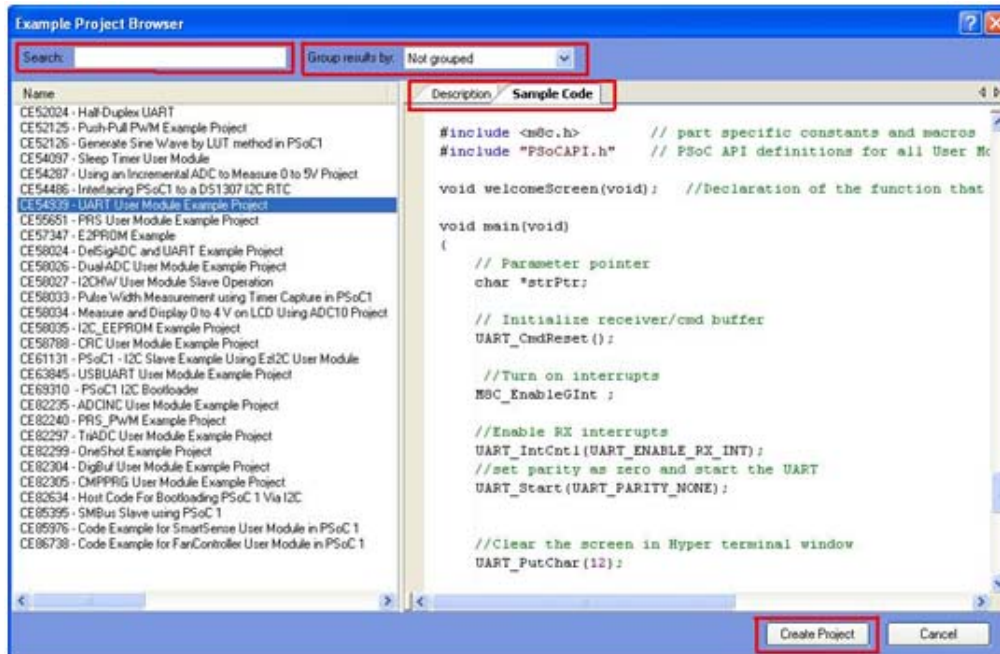 Example Project Browser
Search:
Group results by: Not grouped
Name
CE52024 - Half-Duplex UART
CE52125 - Push-Pull PWM Example Project
CE52126 - Generate Sine Wave by LUT method in PSoC1
CE54097 - Sleep Timer User Module
CE54287 - Using an Incremental ADC to Measure 0 to 5V Project
CE54486 - Interfacing PSoC1 to a DS1307 I2C RTC
CE54939 - UART User Module Example Project
CE55651 - PRS User Module Example Project
CE57347 - E2PROM Example
CE58024 - DelSigADC and UART Example Project
CE58026 - Dual-ADC User Module Example Project
CE58027 - I2CHW User Module Slave Operation
CE58033 - Pulse Width Measurement using Timer Capture in PSoC1
CE58034 - Measure and Display 0 to 4 V on LCD Using ADC10 Project
CE58035 - I2C_EEPROM Example Project
CE58788 - CRC User Module Example Project
CE61131 - PSoC1 - I2C Slave Example Using EzI2C User Module
CE63845 - USBUART User Module Example Project
CE69310 - PSoC1 I2C Bootloader
CE82235 - ADCINC User Module Example Project
CE82240 - PRS_PWM Example Project
CE82297 - TriADC User Module Example Project
CE82299 - OneShot Example Project
CE82304 - DigBuf User Module Example Project
CE82305 - CMPPRG User Module Example Project
CE82634 - Host Code For Bootloading PSoC 1 Via I2C
CE85395 - SMBus Slave using PSoC 1
CE85976 - Code Example for SmartSense User Module in PSoC 1
CE86738 - Code Example for FanController User Module in PSoC 1
Description Sample Code
#include <m8c.h> // part specific constants and macros
#include "PSoCAPI.h" // PSoC API definitions for all User Mo
void welcomeScreen(void); //Declaration of the function that
void main(void)
{
// Parameter pointer
char *strPtr;
// Initialize receiver/cmd buffer
UART_CmdReset();
//Turn on interrupts
M8C_EnableGInt ;
//Enable RX interrupts
UART_IntCntl(UART_ENABLE_RX_INT);
//set parity as zero and start the UART
UART_Start(UART_PARITY_NONE);
//Clear the screen in Hyper terminal window
UART_PutChar(12);
Create Project Cancel